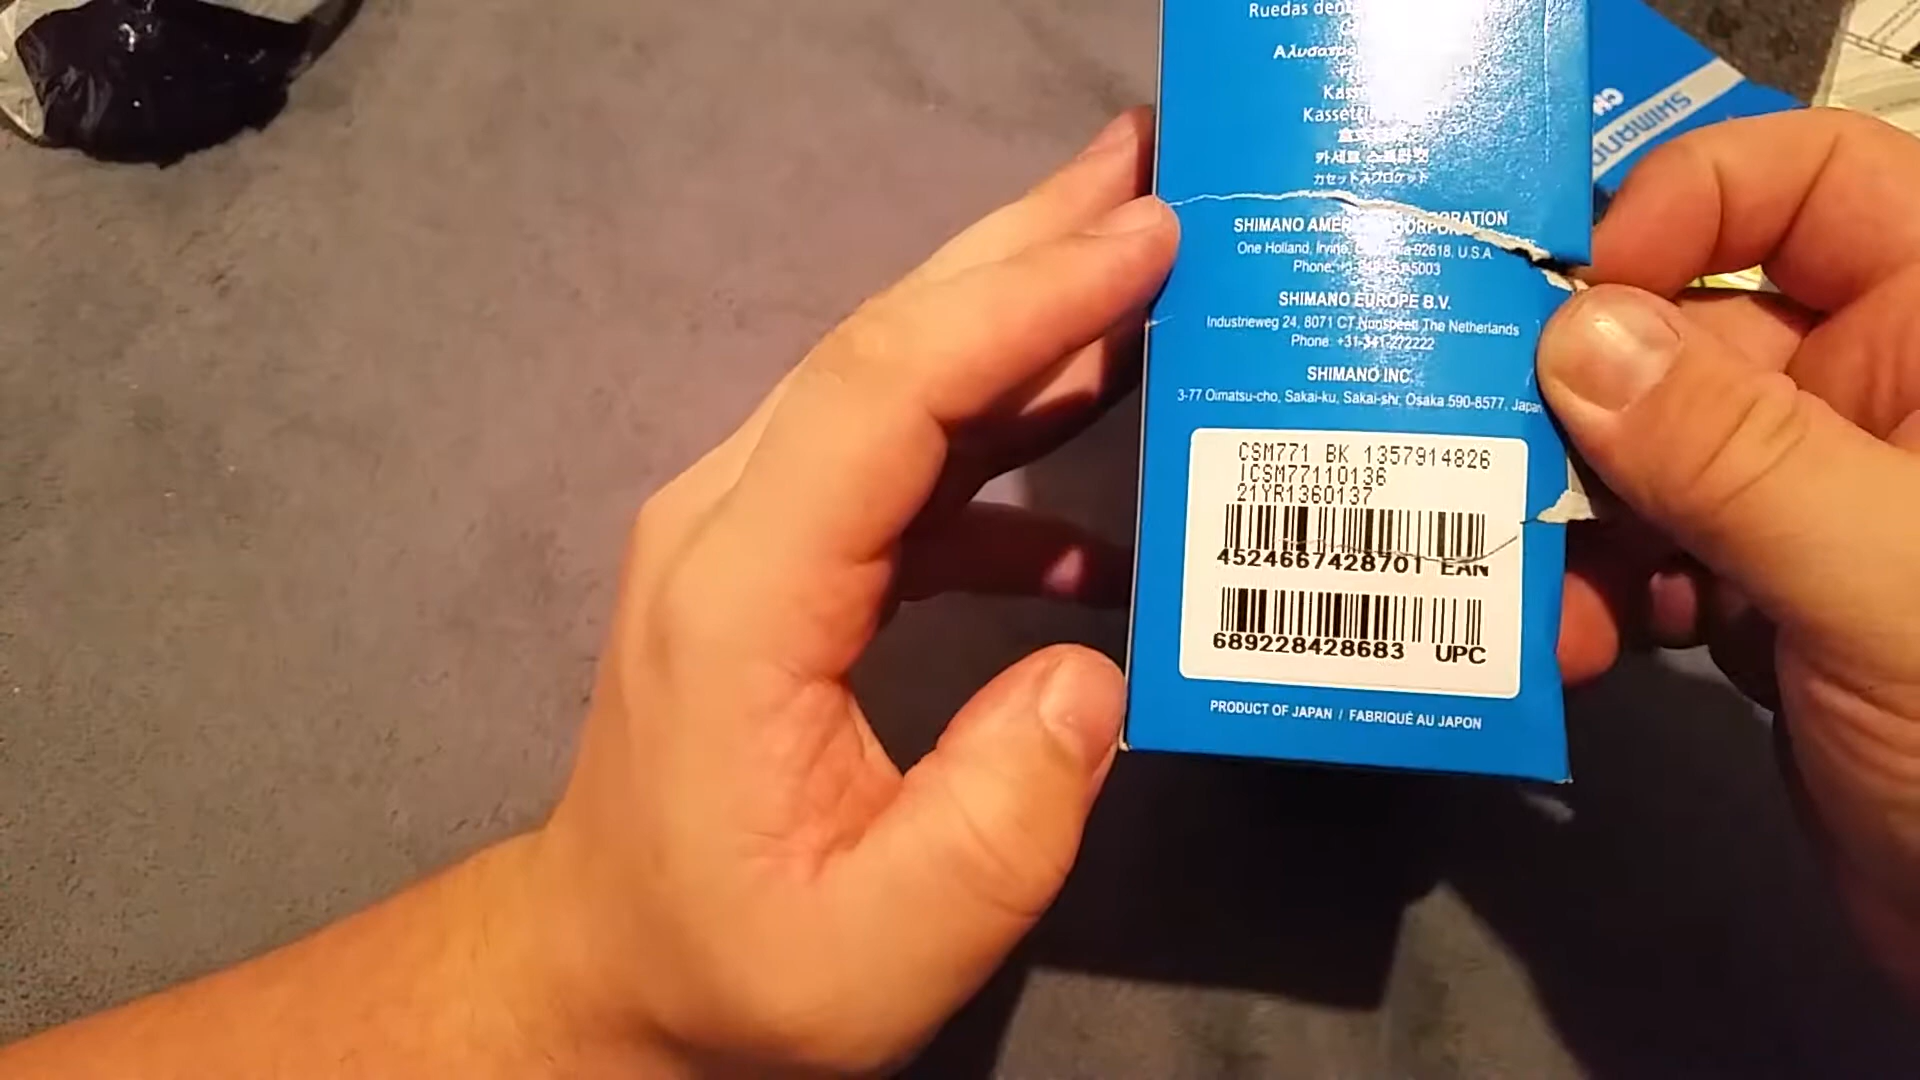 Ruedas
SHIMANO AMERICA CORPORATION
One Holland, Irvine, California 92618, U.S.A.
Phone:
SHIMANO EUROPE B.V.
Industrieweg 24, 8071 CT Nunspeet The Netherlands
Phone: +31-341-272222
SHIMANO INC.
3-77 Oimatsu-cho, Sakai-ku, Sakai-shi, Osaka 590-8577, Japan
CSM771 BK 1357914826
ICSM77110136
21YR1360137
4524667428701 EAN
689228428683 UPC
PRODUCT OF JAPAN / FABRIQUÉ AU JAPON
カセットスプロケット
SHIMANO